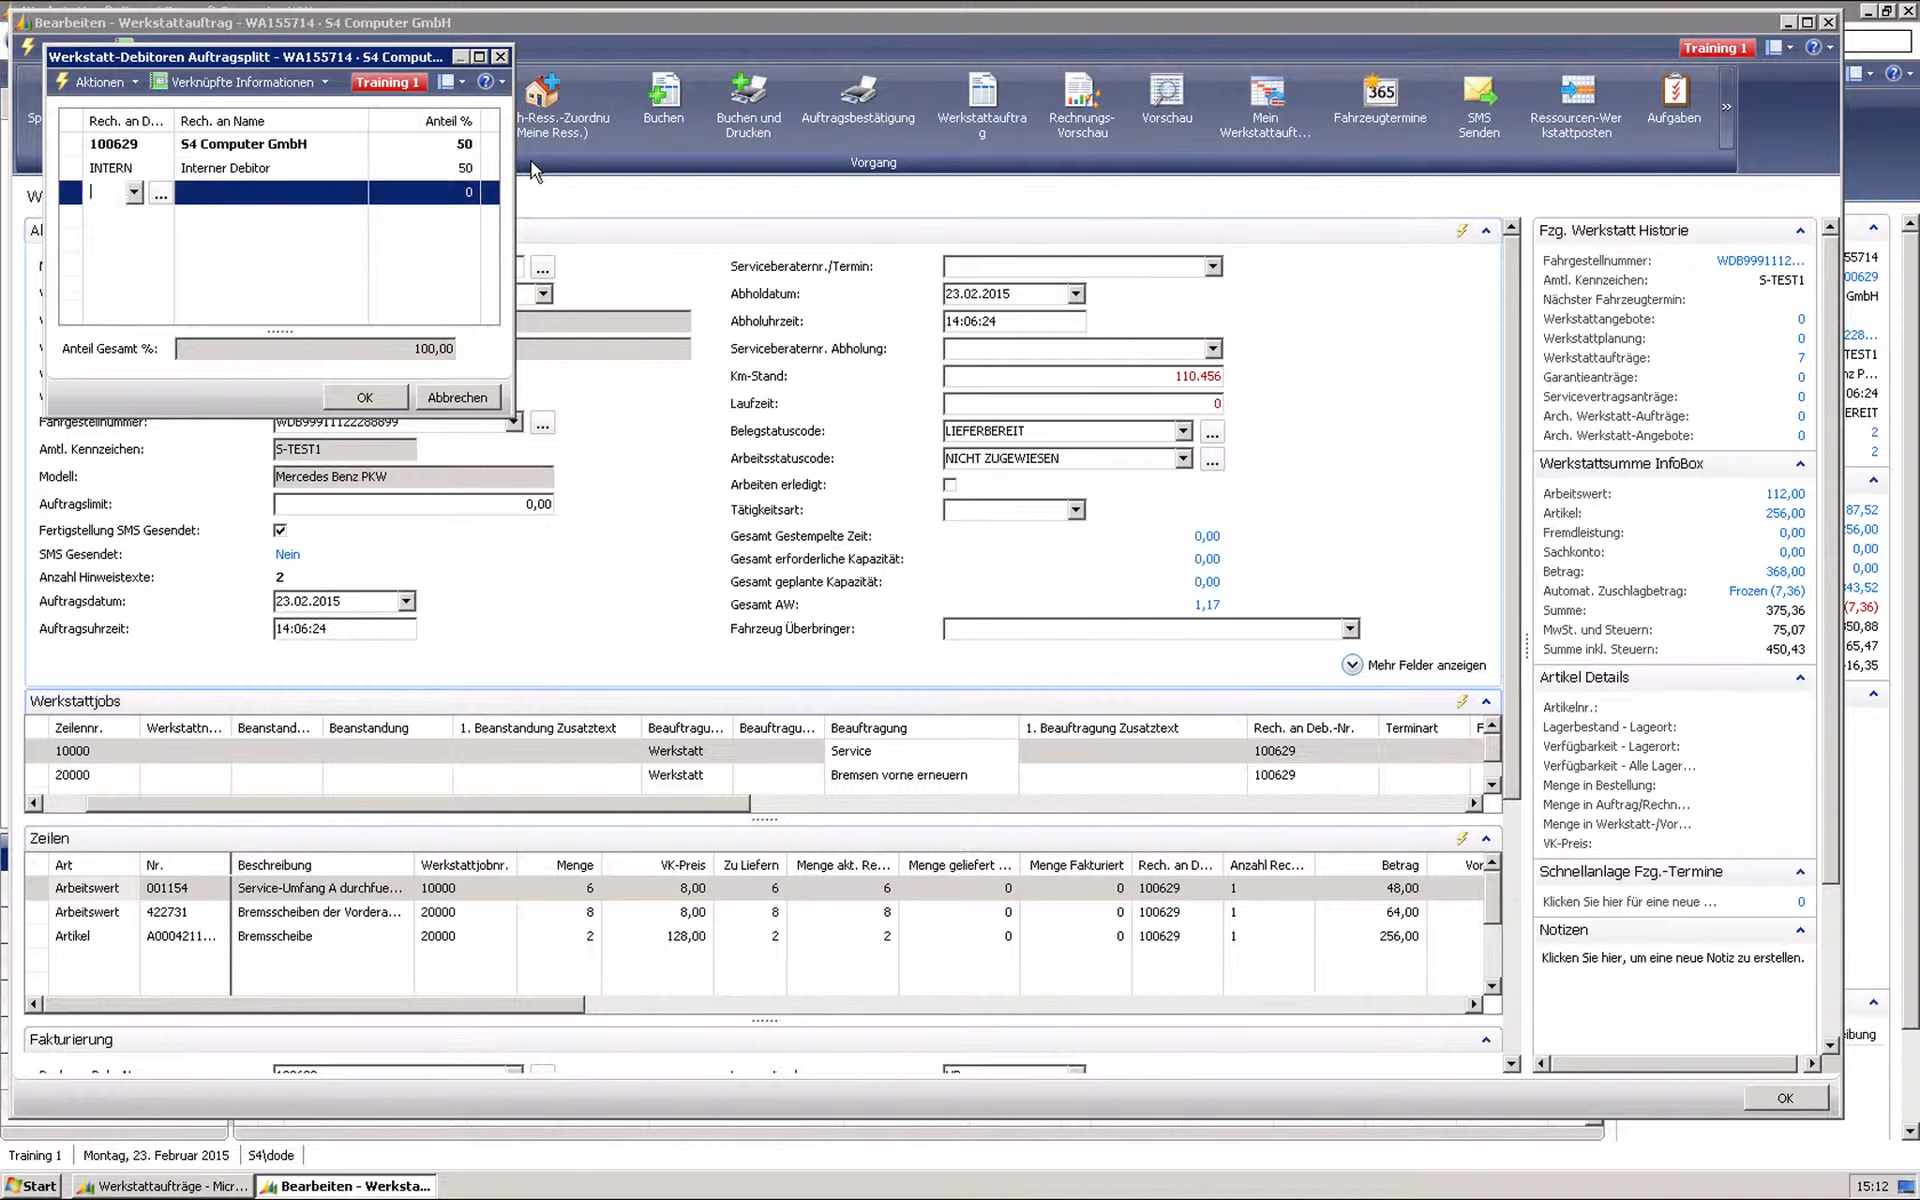 Bearbeiten - Werkstattauftrag - WA155714 · S4 Computer GmbH
Training 1
Werkstatt-Debitoren Auftragsplitt - WA155714 · S4 Comput...
Aktionen
Verknüpfte Informationen
Training 1
Rech. an D... Rech. an Name Anteil %
100629 S4 Computer GmbH 50
INTERN Interner Debitor 50
0
Anteil Gesamt %: 100,00
OK Abbrechen
h-Ress.-Zuordnu
Meine Ress.)
Buchen
Buchen und
Drucken
Auftragsbestätigung
Werkstattauftra
g
Rechnungs-
Vorschau
Vorschau
Mein
Werkstattauft...
365
Fahrzeugtermine
SMS
Senden
Ressourcen-Wer
kstattposten
Aufgaben
Vorgang
Fahrgestellnummer: WDB99911122288899
Amtl. Kennzeichen: S-TEST1
Modell: Mercedes Benz PKW
Auftragslimit: 0,00
Fertigstellung SMS Gesendet:
SMS Gesendet: Nein
Anzahl Hinweistexte: 2
Auftragsdatum: 23.02.2015
Auftragsuhrzeit: 14:06:24
Serviceberaternr./Termin:
Abholdatum: 23.02.2015
Abholuhrzeit: 14:06:24
Serviceberaternr. Abholung:
Km-Stand: 110.456
Laufzeit: 0
Belegstatuscode: LIEFERBEREIT
Arbeitsstatuscode: NICHT ZUGEWIESEN
Arbeiten erledigt:
Tätigkeitsart:
Gesamt Gestempelte Zeit: 0,00
Gesamt erforderliche Kapazität: 0,00
Gesamt geplante Kapazität: 0,00
Gesamt AW: 1,17
Fahrzeug Überbringer:
Mehr Felder anzeigen
Werkstattjobs
Zeilennr. Werkstattn... Beanstand... Beanstandung 1. Beanstandung Zusatztext Beauftragu... Beauftragu... Beauftragung 1. Beauftragung Zusatztext Rech. an Deb.-Nr. Terminart F
10000 Werkstatt Service 100629
20000 Werkstatt Bremsen vorne erneuern 100629
Zeilen
Art Nr. Beschreibung Werkstattjobnr. Menge VK-Preis Zu Liefern Menge akt. Re... Menge geliefert ... Menge Fakturiert Rech. an D... Anzahl Rec... Betrag Vor
Arbeitswert 001154 Service-Umfang A durchfue... 10000 6 8,00 6 6 0 0 100629 1 48,00
Arbeitswert 422731 Bremsscheiben der Vordera... 20000 8 8,00 8 8 0 0 100629 1 64,00
Artikel A0004211... Bremsscheibe 20000 2 128,00 2 2 0 0 100629 1 256,00
Fakturierung
Fzg. Werkstatt Historie
Fahrgestellnummer: WDB9991112...
Amtl. Kennzeichen: S-TEST1
Nächster Fahrzeugtermin:
Werkstattangebote: 0
Werkstattplanung: 0
Werkstattaufträge: 7
Garantieanträge: 0
Servicevertragsanträge: 0
Arch. Werkstatt-Aufträge: 0
Arch. Werkstatt-Angebote: 0
Werkstattsumme InfoBox
Arbeitswert: 112,00
Artikel: 256,00
Fremdleistung: 0,00
Sachkonto: 0,00
Betrag: 368,00
Automat. Zuschlagbetrag: Frozen (7,36)
Summe: 375,36
MwSt. und Steuern: 75,07
Summe inkl. Steuern: 450,43
Artikel Details
Artikelnr.:
Lagerbestand - Lageort:
Verfügbarkeit - Lagerort:
Verfügbarkeit - Alle Lager...
Menge in Bestellung:
Menge in Auftrag/Rechn...
Menge in Werkstatt-/Vor...
VK-Preis:
Schnellanlage Fzg.-Termine
Klicken Sie hier für eine neue ... 0
Notizen
Klicken Sie hier, um eine neue Notiz zu erstellen.
OK
Training 1 Montag, 23. Februar 2015 S4\dode
Start Werkstattaufträge - Micr... Bearbeiten - Werksta... 15:12